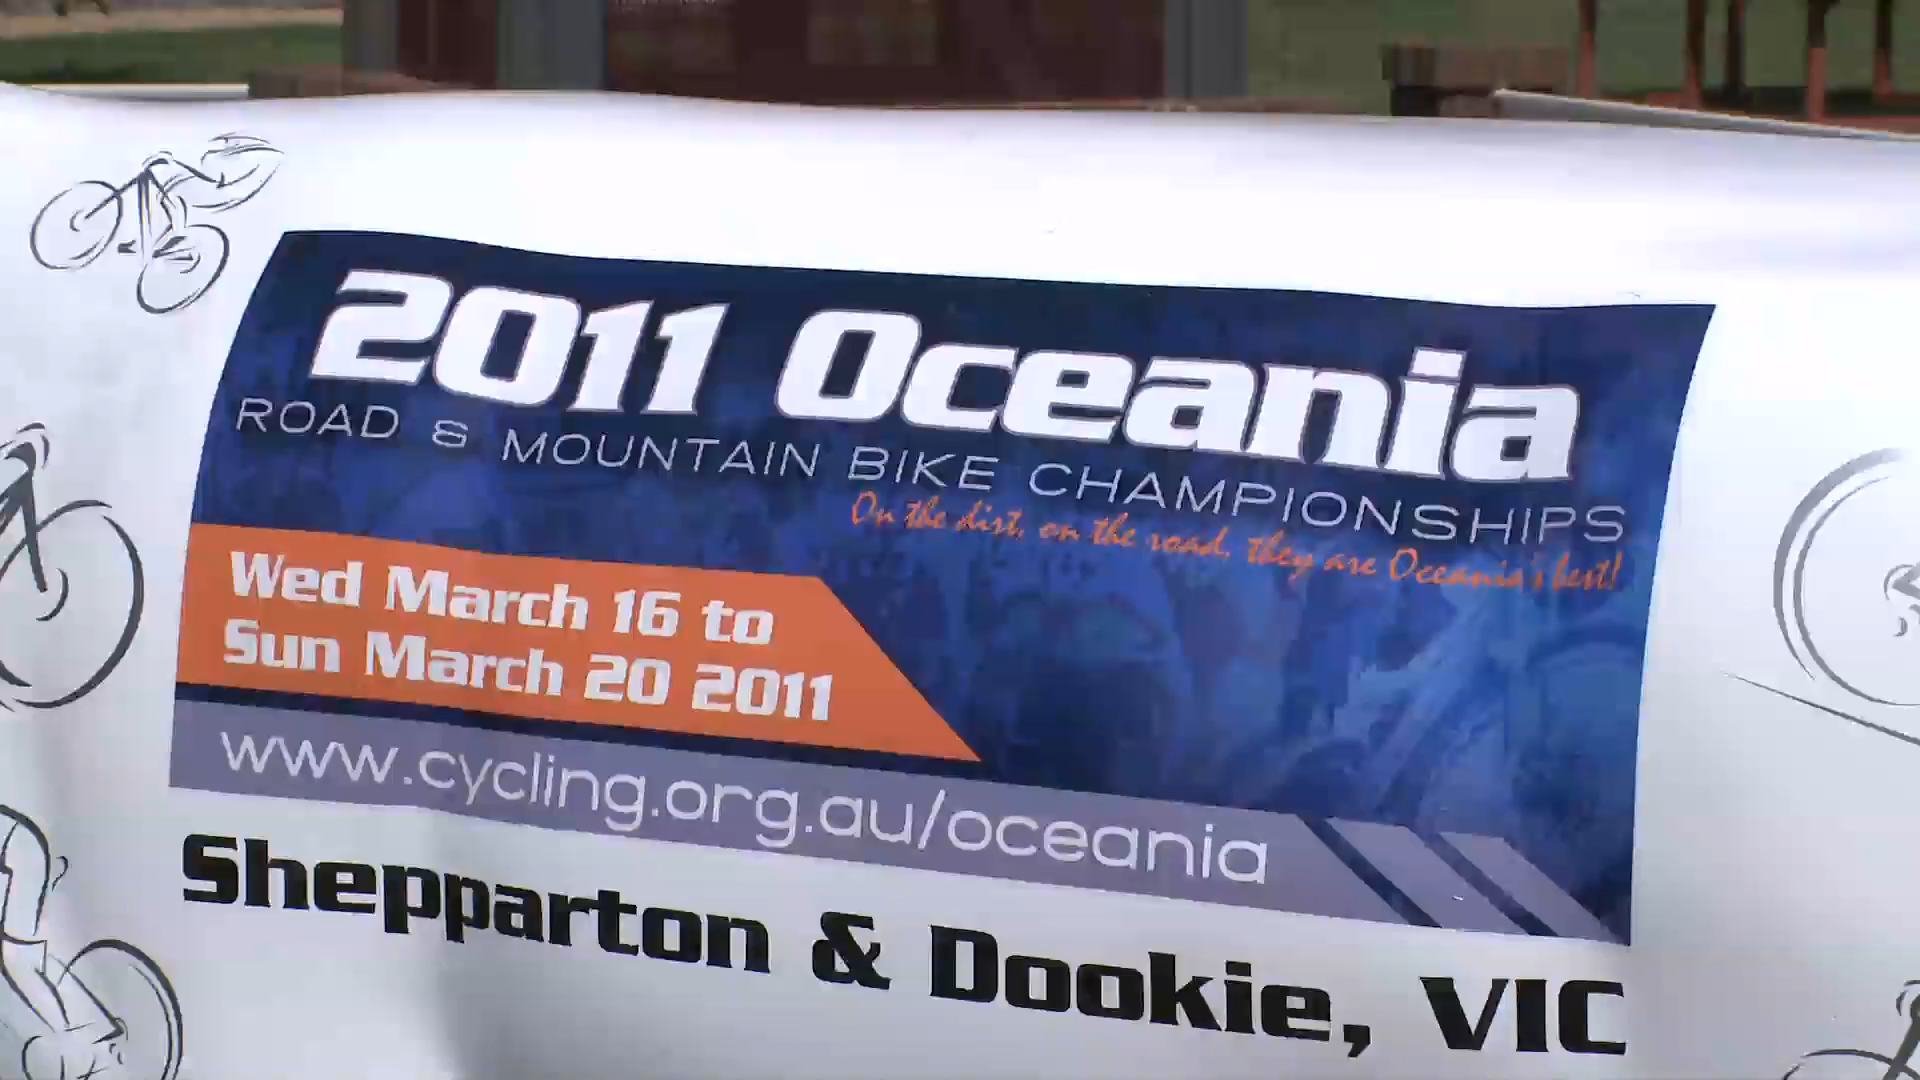 2011 Oceania
ROAD & MOUNTAIN BIKE CHAMPIONSHIPS
On the dirt, on the road, they are Oceania's best!
Wed March 16 to
Sun March 20 2011
www.cycling.org.au/oceania
Shepparton & Dookie, VIC